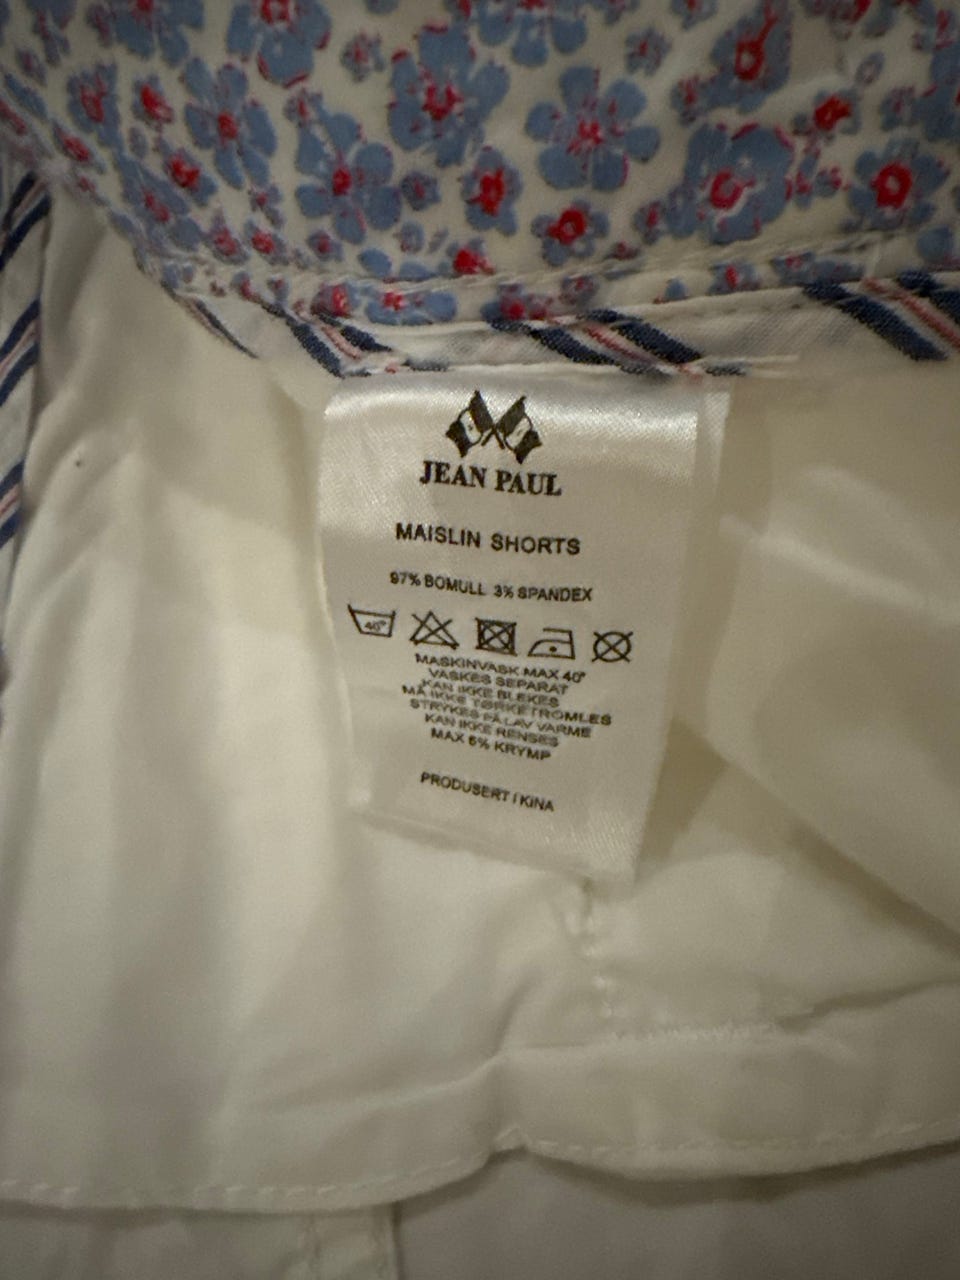 JEAN PAUL
MAISLIN SHORTS
97% BOMULL 3% SPANDEX
40°
MASKINVASK MAX 40°
VASKES SEPARAT
KAN IKKE BLEKES
MÅ IKKE TØRKETROMLES
STRYKES PÅ LAV VARME
KAN IKKE RENSES
MAX 5% KRYMP
PRODUSERT I KINA